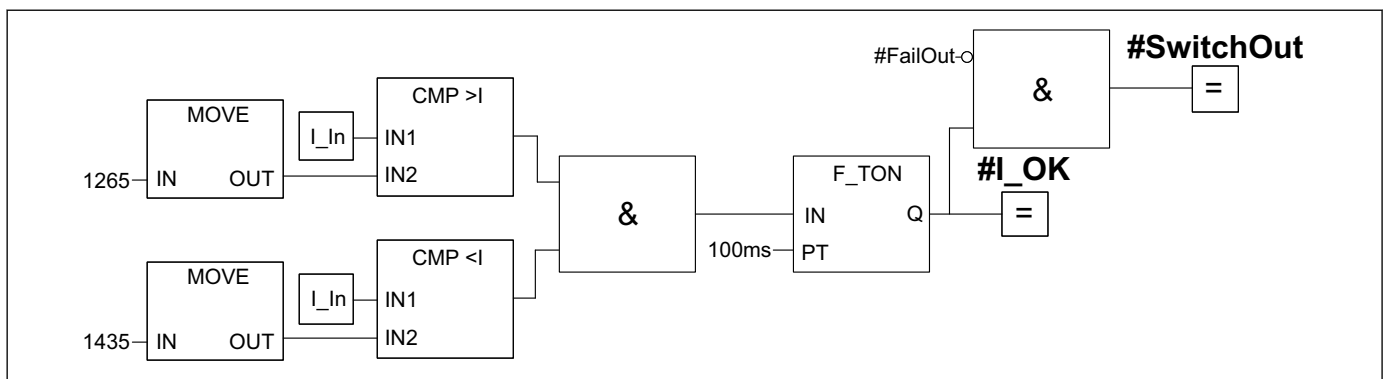 #SwitchOut
#FailOut
&
=
CMP >I
MOVE
I_In
IN1
1265
IN
OUT
IN2
#I_OK
F_TON
&
IN
Q
=
100ms
PT
CMP <I
MOVE
I_In
IN1
1435
IN
OUT
IN2